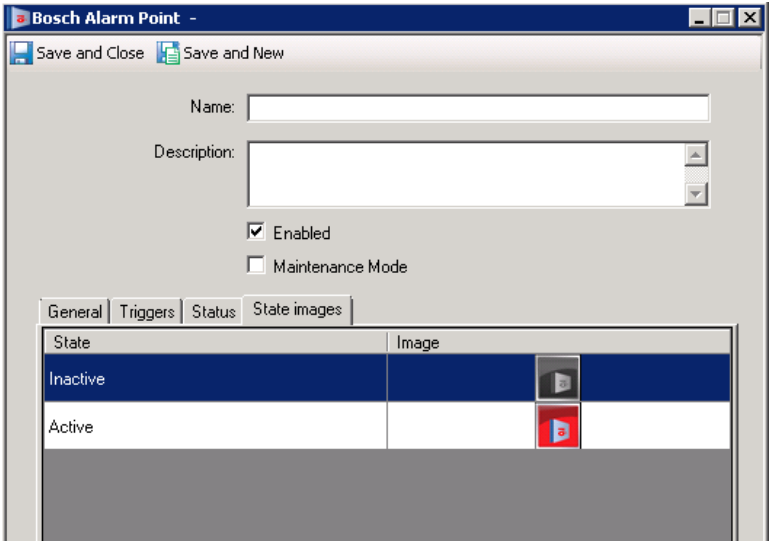 Bosch Alarm Point -
Save and Close Save and New
Name:
Description:
Enabled
Maintenance Mode
General Triggers Status State images
State Image
Inactive
Active